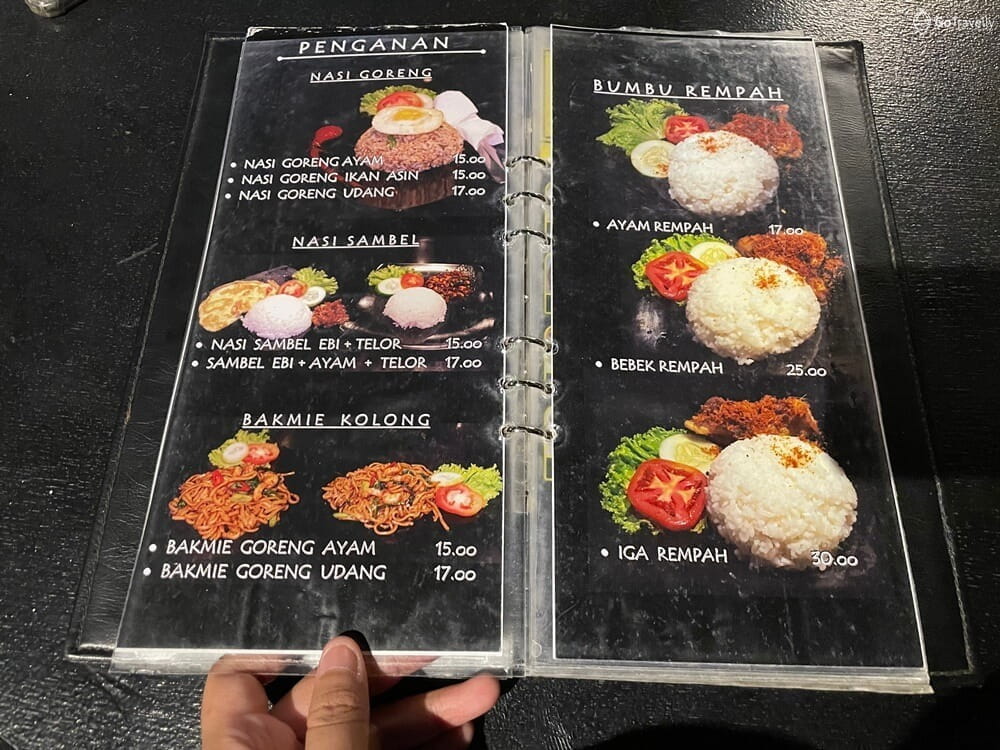 GoTravelly
PENGANAN
NASI GORENG
• NASI GORENG AYAM 15.00
• NASI GORENG IKAN ASIN 15.00
• NASI GORENG UDANG 17.00
NASI SAMBEL
• NASI SAMBEL EBI + TELOR 15.00
• SAMBEL EBI + AYAM + TELOR 17.00
BAKMIE KOLONG
• BAKMIE GORENG AYAM 15.00
• BAKMIE GORENG UDANG 17.00
BUMBU REMPAH
• AYAM REMPAH 17.00
• BEBEK REMPAH 25.00
• IGA REMPAH 30.00